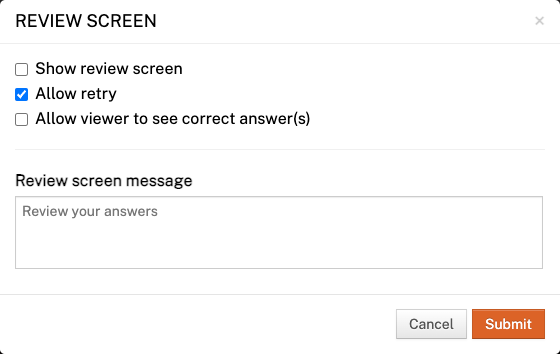 REVIEW SCREEN ×
Show review screen
Allow retry
Allow viewer to see correct answer(s)
Review screen message
Review your answers
Cancel Submit